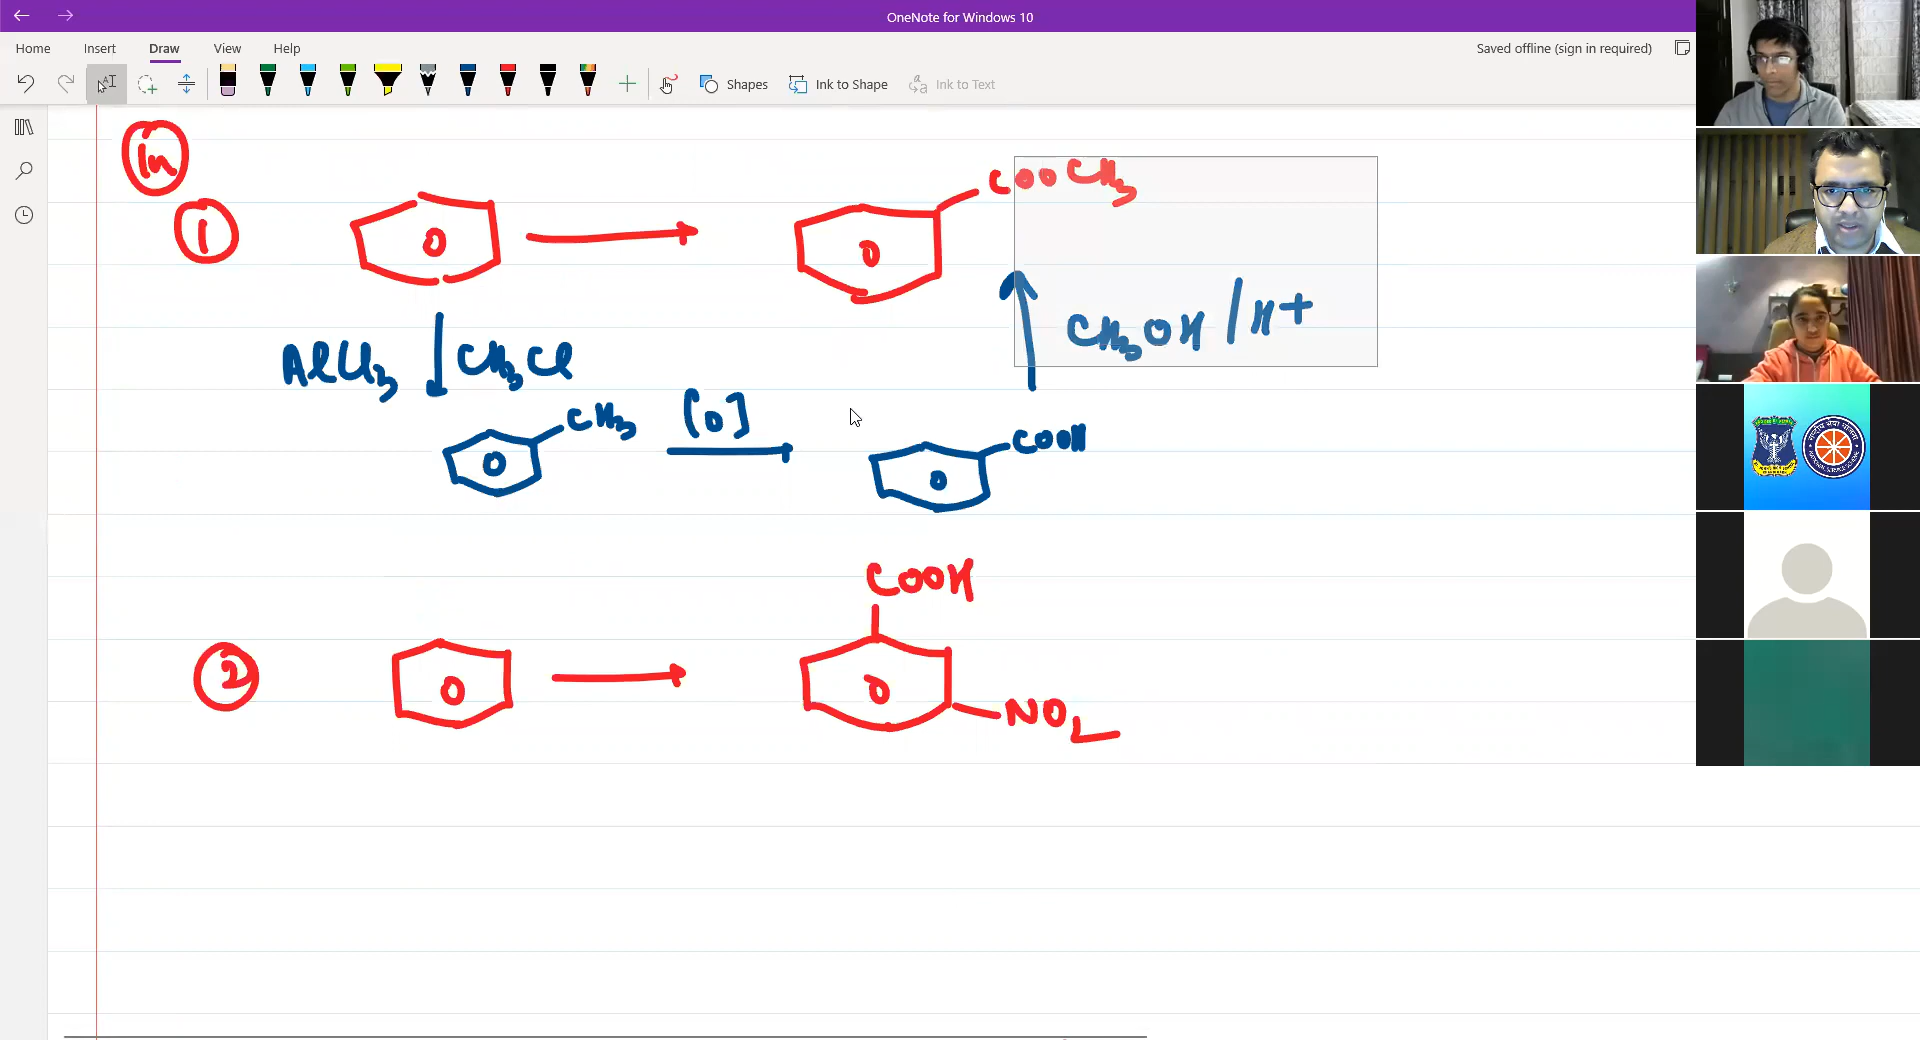 OneNote for Windows 10
Home Insert Draw View Help
Saved offline (sign in required)
Shapes Ink to Shape Ink to Text
In
1
COOCH3
CH3OH/H+
AlCl3 CH3Cl
CH3 [O]
COOH
COOH
2
NO2